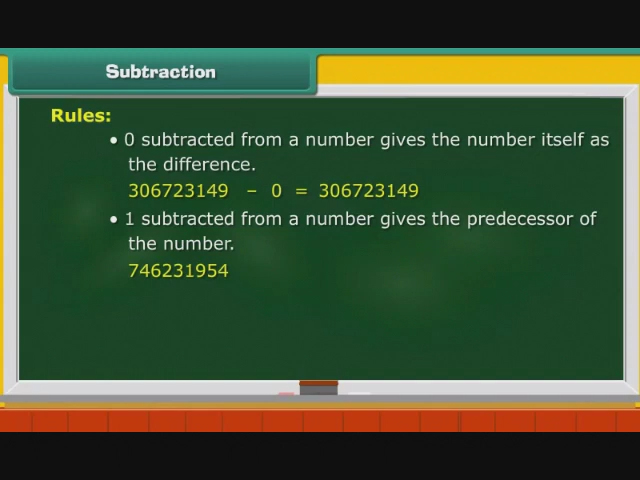 Subtraction
Rules:
• 0 subtracted from a number gives the number itself as
the difference.
306723149 – 0 = 306723149
• 1 subtracted from a number gives the predecessor of
the number.
746231954